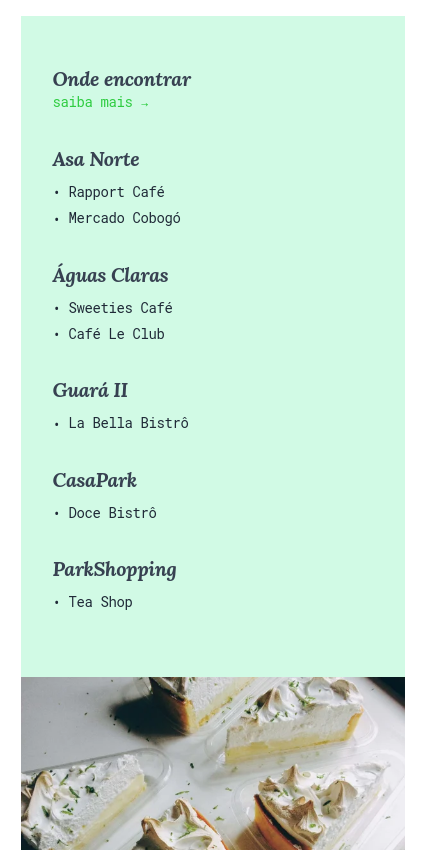 Onde encontrar
saiba mais →
Asa Norte
• Rapport Café
• Mercado Cobogó
Águas Claras
• Sweeties Café
• Café Le Club
Guará II
• La Bella Bistrô
CasaPark
• Doce Bistrô
ParkShopping
• Tea Shop